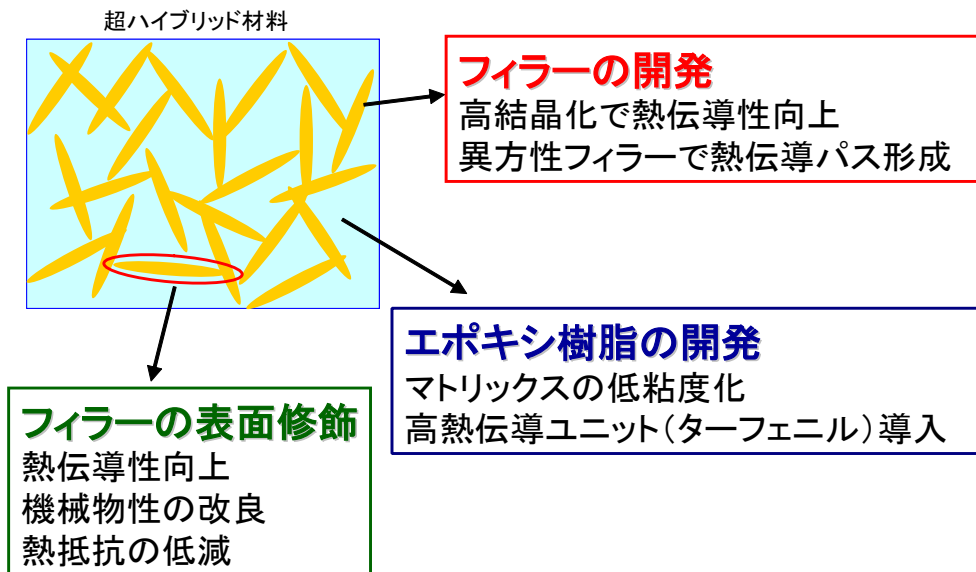 超ハイブリッド材料
フィラーの開発
高結晶化で熱伝導性向上
異方性フィラーで熱伝導パス形成
エポキシ樹脂の開発
マトリックスの低粘度化
高熱伝導ユニット（ターフェニル）導入
フィラーの表面修飾
熱伝導性向上
機械物性の改良
熱抵抗の低減